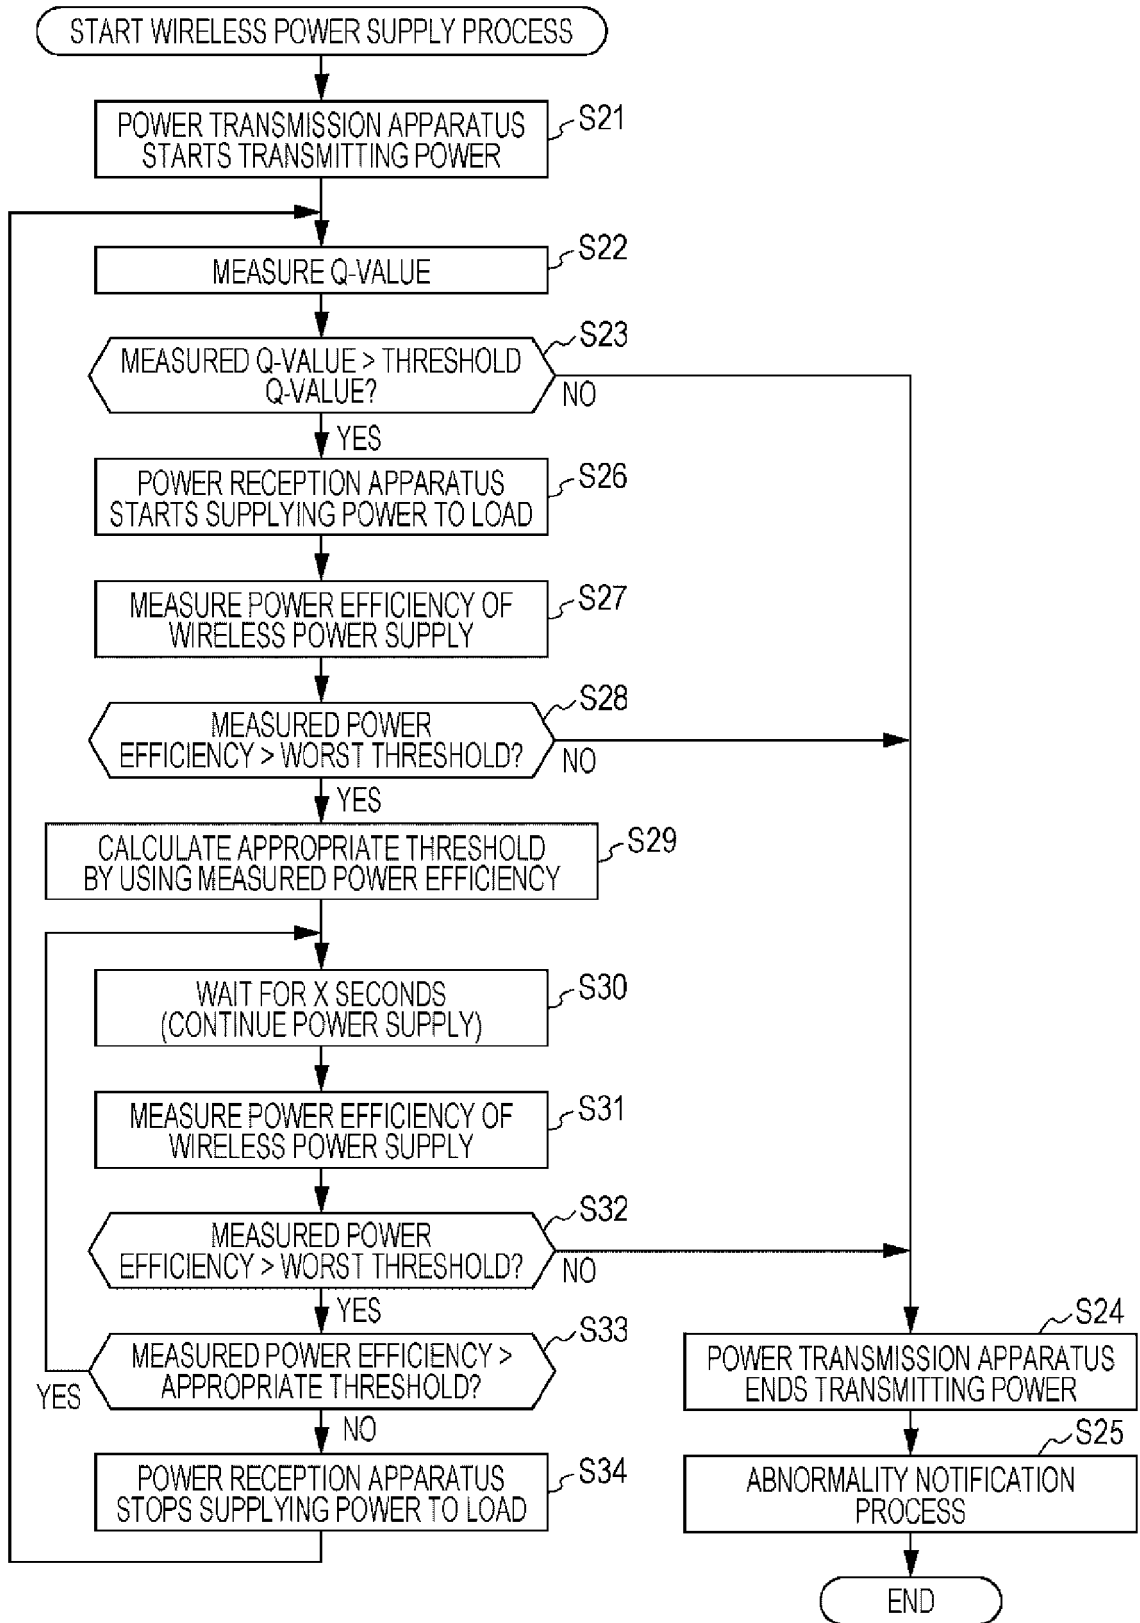 START WIRELESS POWER SUPPLY PROCESS
S21
POWER TRANSMISSION APPARATUS
STARTS TRANSMITTING POWER
S22
MEASURE Q-VALUE
S23
MEASURED Q-VALUE > THRESHOLD
Q-VALUE?
NO
YES
S26
POWER RECEPTION APPARATUS
STARTS SUPPLYING POWER TO LOAD
S27
MEASURE POWER EFFICIENCY OF
WIRELESS POWER SUPPLY
S28
MEASURED POWER
EFFICIENCY > WORST THRESHOLD?
NO
YES
S29
CALCULATE APPROPRIATE THRESHOLD
BY USING MEASURED POWER EFFICIENCY
S30
WAIT FOR X SECONDS
(CONTINUE POWER SUPPLY)
S31
MEASURE POWER EFFICIENCY OF
WIRELESS POWER SUPPLY
S32
MEASURED POWER
EFFICIENCY > WORST THRESHOLD?
NO
YES
S33
MEASURED POWER EFFICIENCY >
APPROPRIATE THRESHOLD?
YES
NO
S34
POWER RECEPTION APPARATUS
STOPS SUPPLYING POWER TO LOAD
S24
POWER TRANSMISSION APPARATUS
ENDS TRANSMITTING POWER
S25
ABNORMALITY NOTIFICATION
PROCESS
END